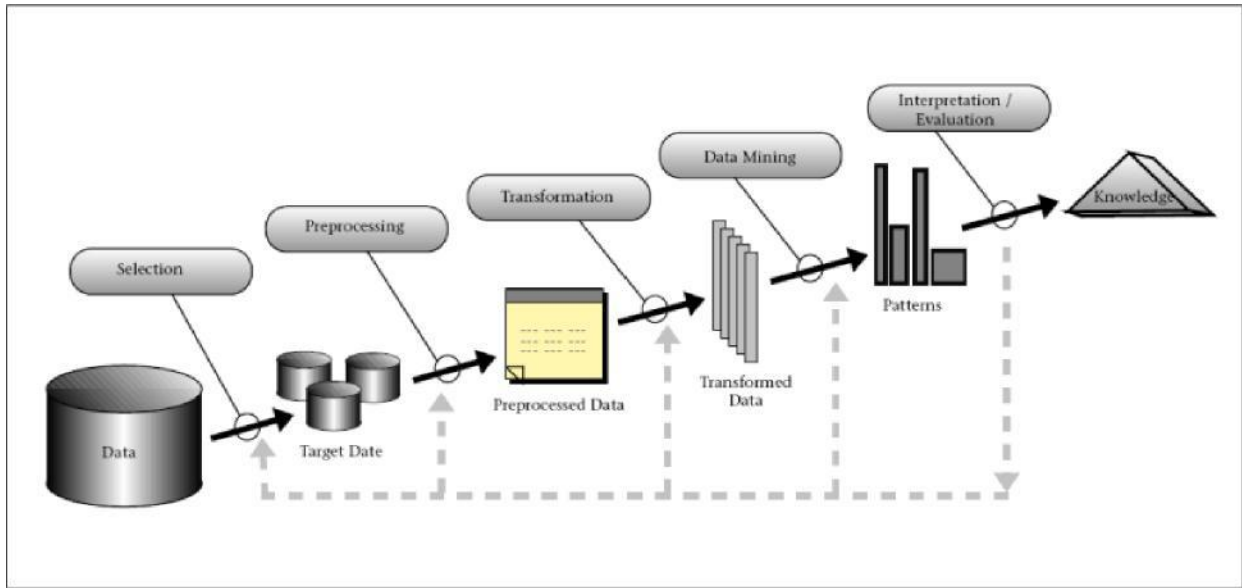 Interpretation /
Evaluation
Data Mining
Knowledge
Transformation
Preprocessing
Selection
Patterns
Transformed
Data
Preprocessed Data
Target Date
Data